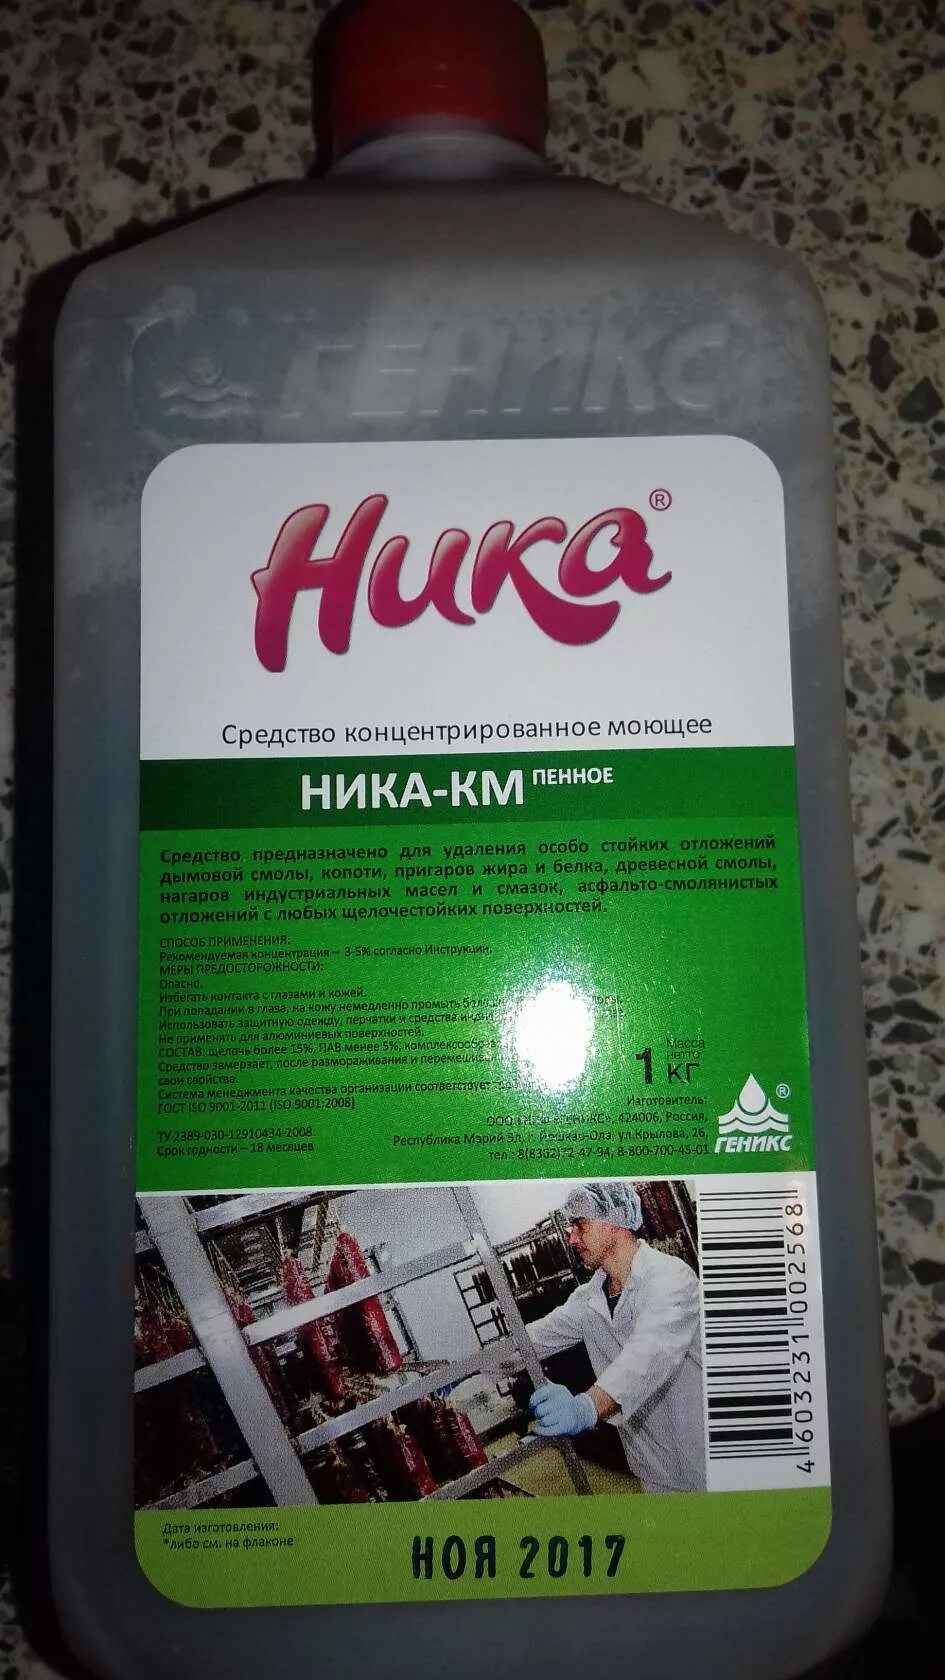 ГЕНИКС
Ника®
Средство концентрированное моющее
НИКА-КМ ПЕННОЕ
Средство предназначено для удаления особо стойких отложений
дымовой смолы, копоти, пригаров жира и белка, древесной смолы,
нагаров индустриальных масел и смазок, асфальто-смолянистых
отложений с любых щелочестойких поверхностей.
СПОСОБ ПРИМЕНЕНИЯ:
Рекомендуемая концентрация – 3-5% согласно Инструкции.
МЕРЫ ПРЕДОСТОРОЖНОСТИ:
Опасно.
Избегать контакта с глазами и кожей.
При попадании в глаза, на кожу немедленно промыть
Использовать защитную одежду, перчатки и средства
Не применять для алюминиевых поверхностей.
СОСТАВ: щелочь более 15%, ПАВ менее 5%,
Средство замерзает, после размораживания и
свои свойства.
Система менеджмента качества организации соответствует
ГОСТ ISO 9001-2011 (ISO 9001:2008)
ТУ 2389-030-12910434-2008
Срок годности – 18 месяцев
Масса
нетто
1 кг
Изготовитель:
ООО «ГЕНИКС», 424006, Россия,
Республика Марий Эл, г. Йошкар-Ола, ул.Крылова, 26,
тел.: 8(8362)72-47-94, 8-800-700-45-01
® ГЕНИКС
4 603231 002568
Дата изготовления:
*либо см. на флаконе
НОЯ 2017